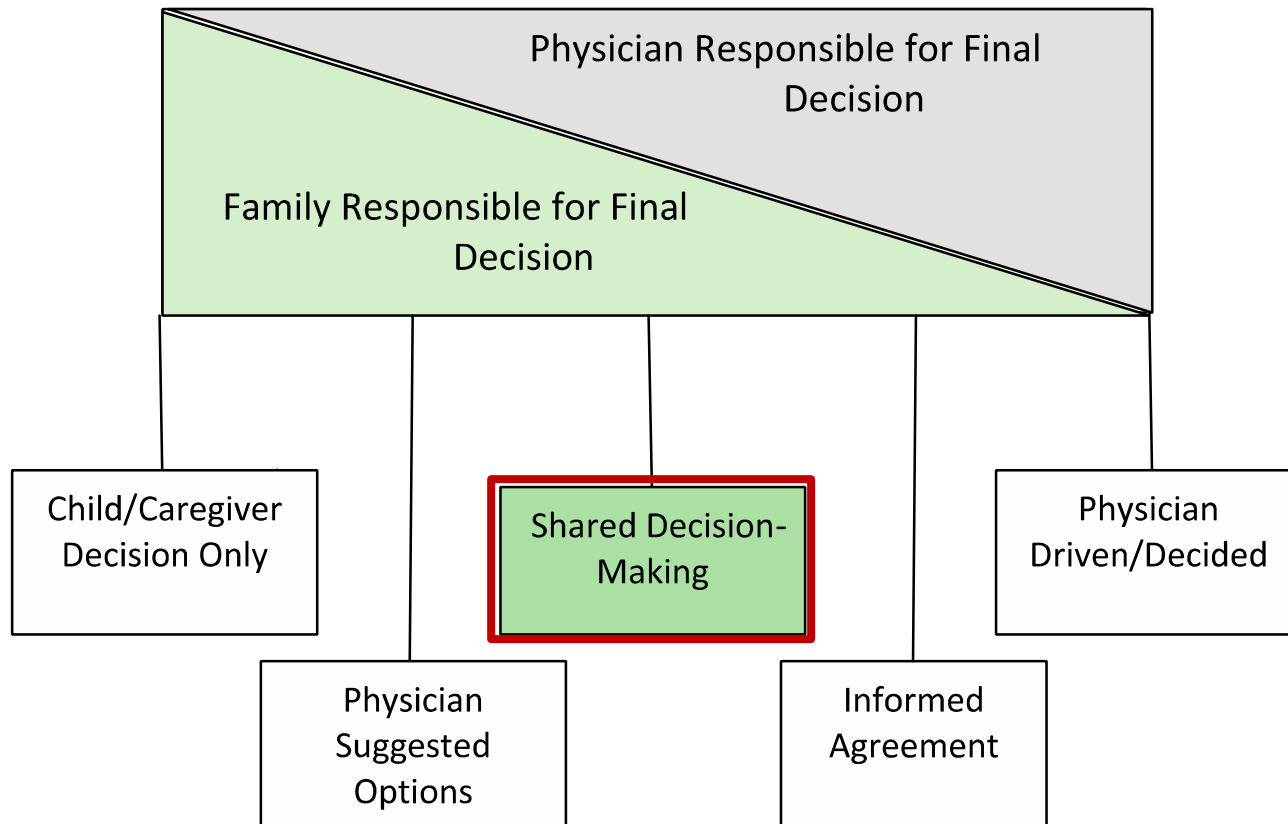 Physician Responsible for Final
Decision
Family Responsible for Final
Decision
Child/Caregiver
Decision Only
Shared Decision-
Making
Physician
Driven/Decided
Physician
Suggested
Options
Informed
Agreement